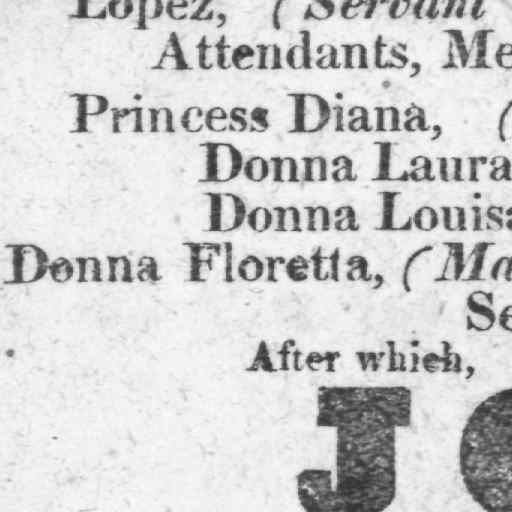 Lopez, (Servant
Attendants, Me
Princess Diana, (
Donna Laura
Donna Louisa
Donna Floretta, (Ma
Se
After which,
JO